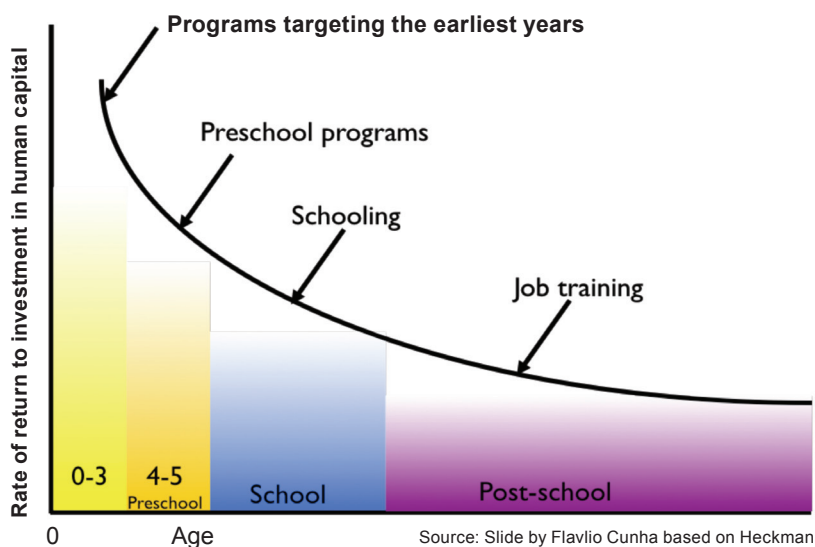 Programs targeting the earliest years
Rate of return to investment in human capital
Preschool programs
Schooling
Job training
0-3
4-5
Preschool
School
Post-school
0
Age
Source: Slide by Flavlio Cunha based on Heckman